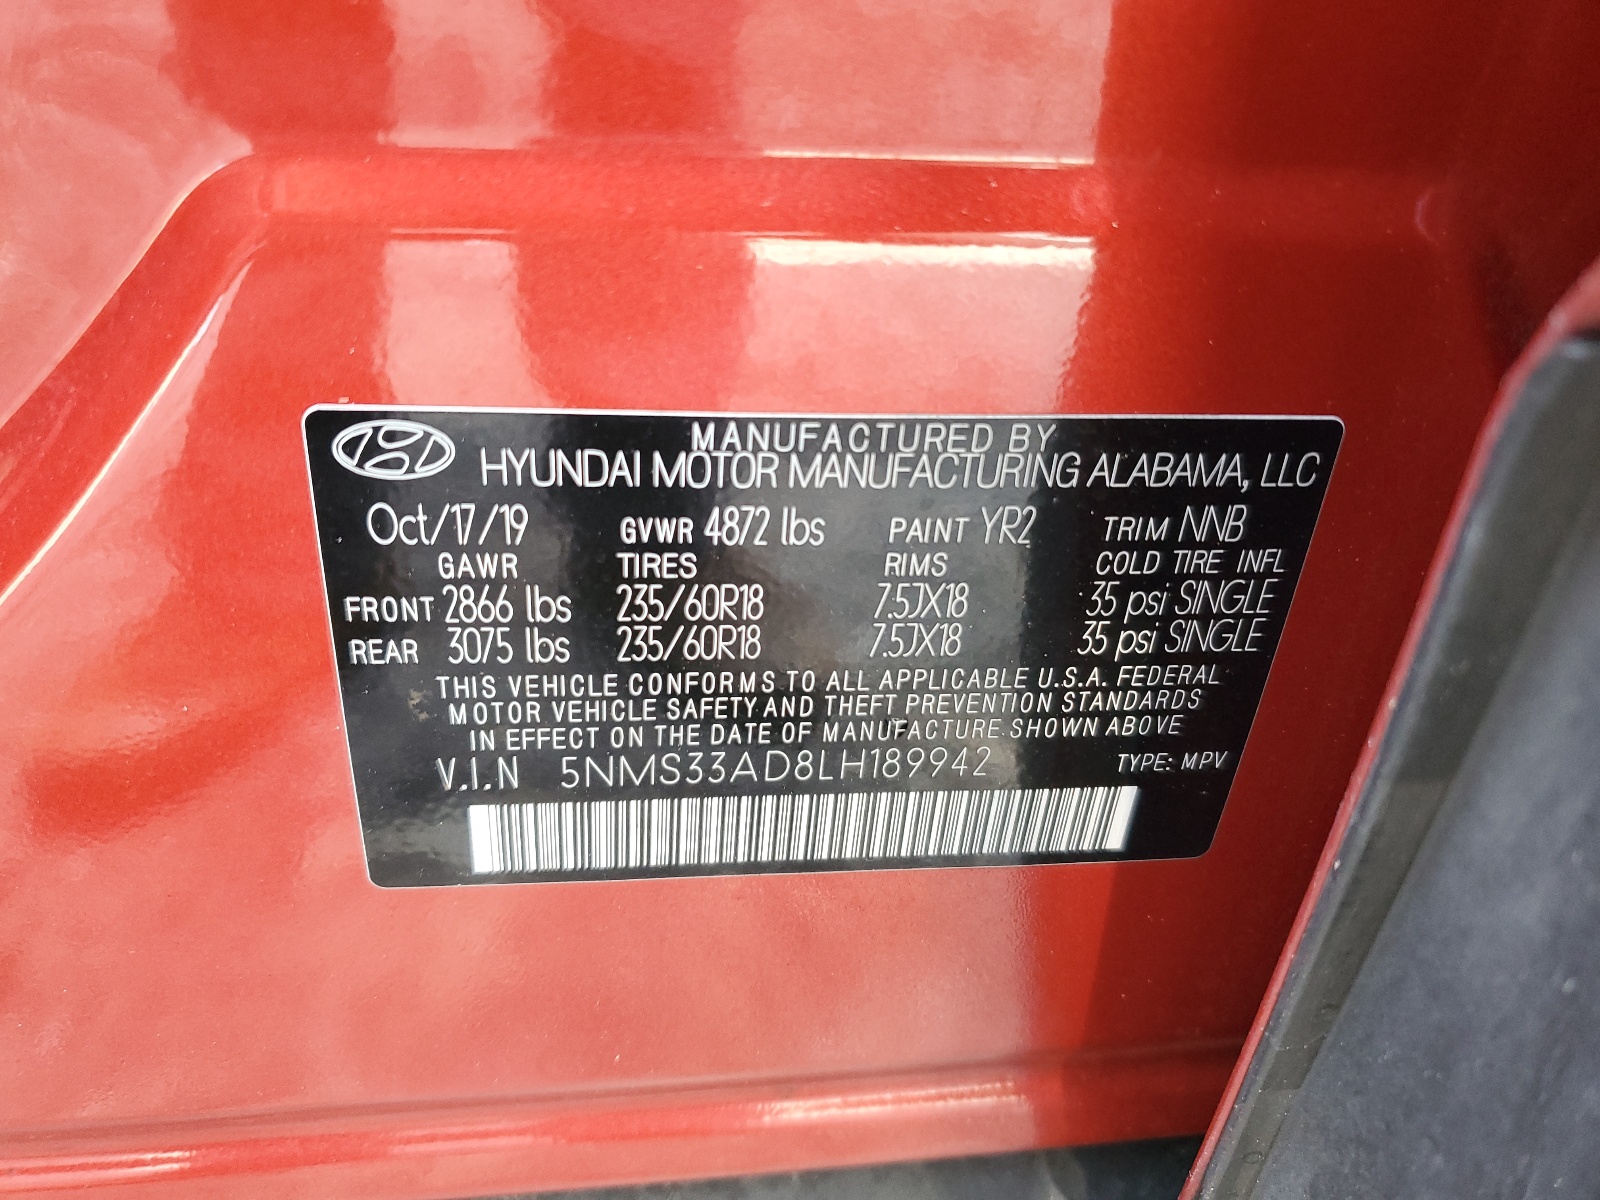 MANUFACTURED BY
HYUNDAI MOTOR MANUFACTURING ALABAMA, LLC
Oct/17/19 GVWR 4872 lbs PAINT YR2 TRIM NNB
GAWR TIRES RIMS COLD TIRE INFL
FRONT 2866 lbs 235/60R18 7.5JX18 35 psi SINGLE
REAR 3075 lbs 235/60R18 7.5JX18 35 psi SINGLE
THIS VEHICLE CONFORMS TO ALL APPLICABLE U.S.A. FEDERAL
MOTOR VEHICLE SAFETY AND THEFT PREVENTION STANDARDS
IN EFFECT ON THE DATE OF MANUFACTURE SHOWN ABOVE
V.I.N 5NMS33AD8LH189942 TYPE: MPV